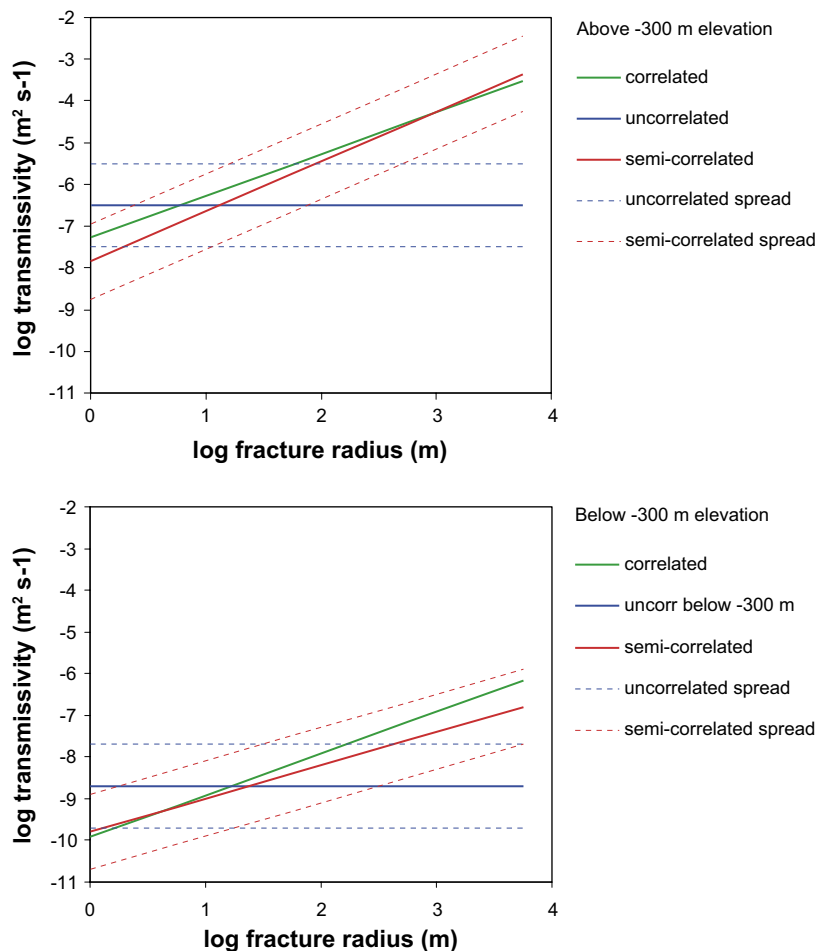 -2
-3
-4
-5
-6
-7
-8
-9
-10
-11
log transmissivity (m² s-1)
0 1 2 3 4
log fracture radius (m)
Above -300 m elevation
correlated
uncorrelated
semi-correlated
uncorrelated spread
semi-correlated spread
-2
-3
-4
-5
-6
-7
-8
-9
-10
-11
log transmissivity (m² s-1)
0 1 2 3 4
log fracture radius (m)
Below -300 m elevation
correlated
uncorr below -300 m
semi-correlated
uncorrelated spread
semi-correlated spread